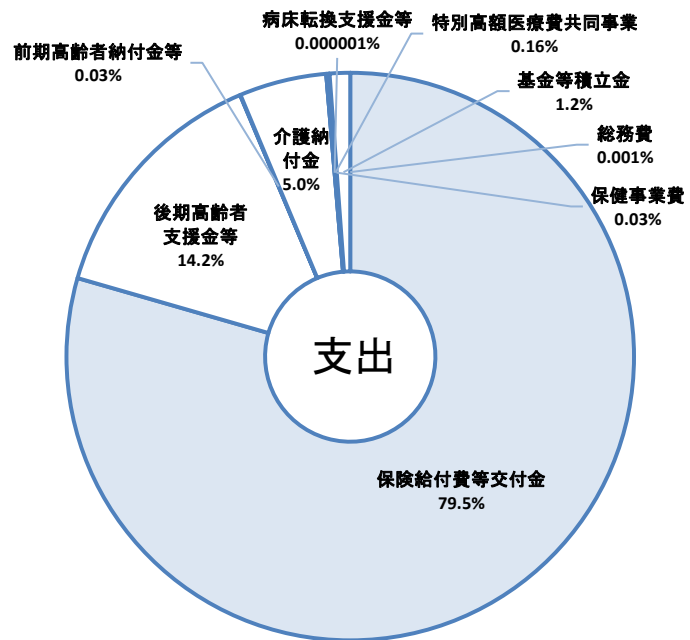 病床転換支援金等
0.000001%
特別高額医療費共同事業
0.16%
前期高齢者納付金等
0.03%
基金等積立金
1.2%
総務費
0.001%
保健事業費
0.03%
介護納
付金
5.0%
後期高齢者
支援金等
14.2%
支出
保険給付費等交付金
79.5%